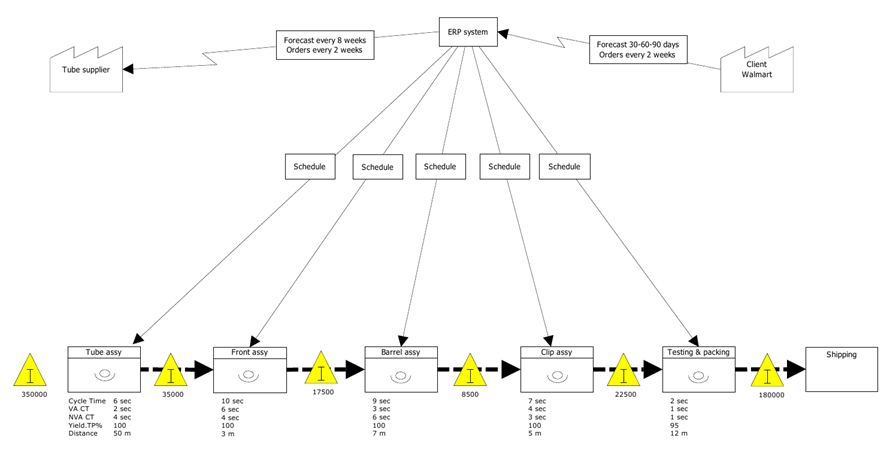 ERP system
Forecast every 8 weeks
Orders every 2 weeks
Forecast 30-60-90 days
Orders every 2 weeks
Tube supplier
Client
Walmart
Schedule
Schedule
Schedule
Schedule
Schedule
Tube assy
Front assy
Barrel assy
Clip assy
Testing & packing
Shipping
I
I
I
I
I
I
350000
35000
17500
8500
22500
180000
Cycle Time 6 sec
VA CT 2 sec
NVA CT 4 sec
Yield.TP% 100
Distance 50 m
10 sec
6 sec
4 sec
100
3 m
9 sec
3 sec
6 sec
100
7 m
7 sec
4 sec
3 sec
100
5 m
2 sec
1 sec
1 sec
95
12 m